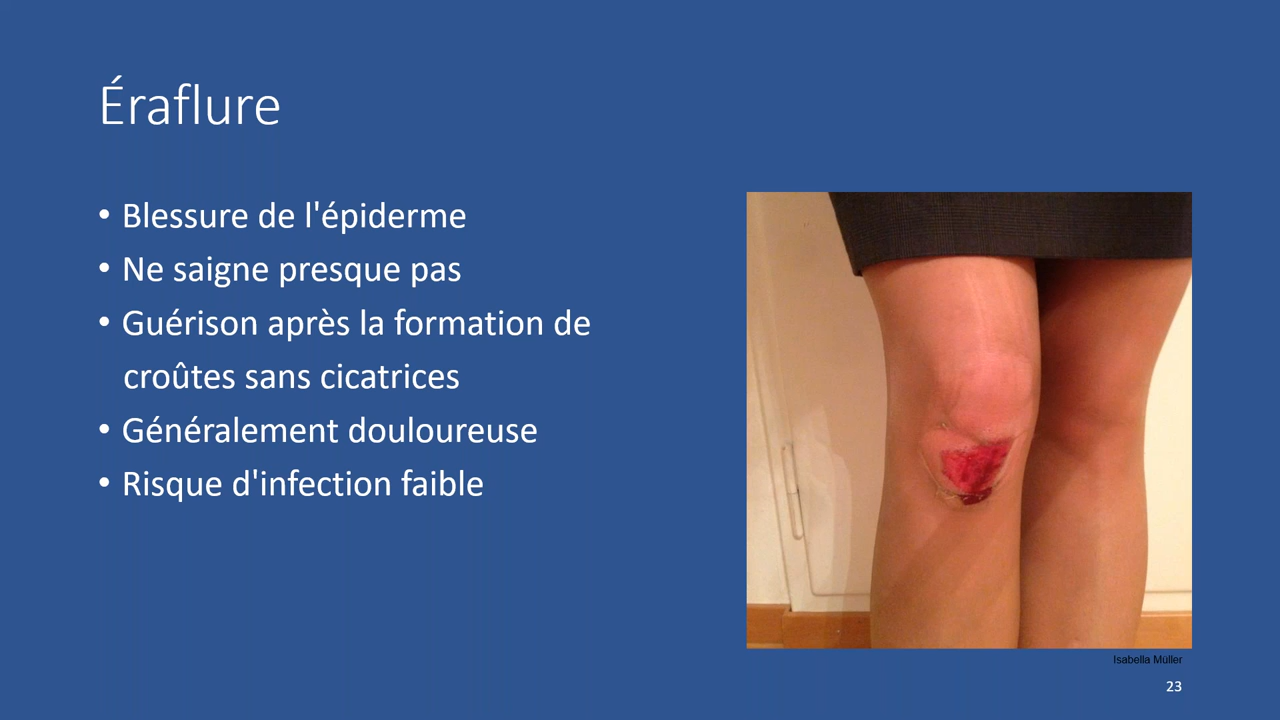 Éraflure
• Blessure de l'épiderme
• Ne saigne presque pas
• Guérison après la formation de
croûtes sans cicatrices
• Généralement douloureuse
• Risque d'infection faible
Isabella Müller
23